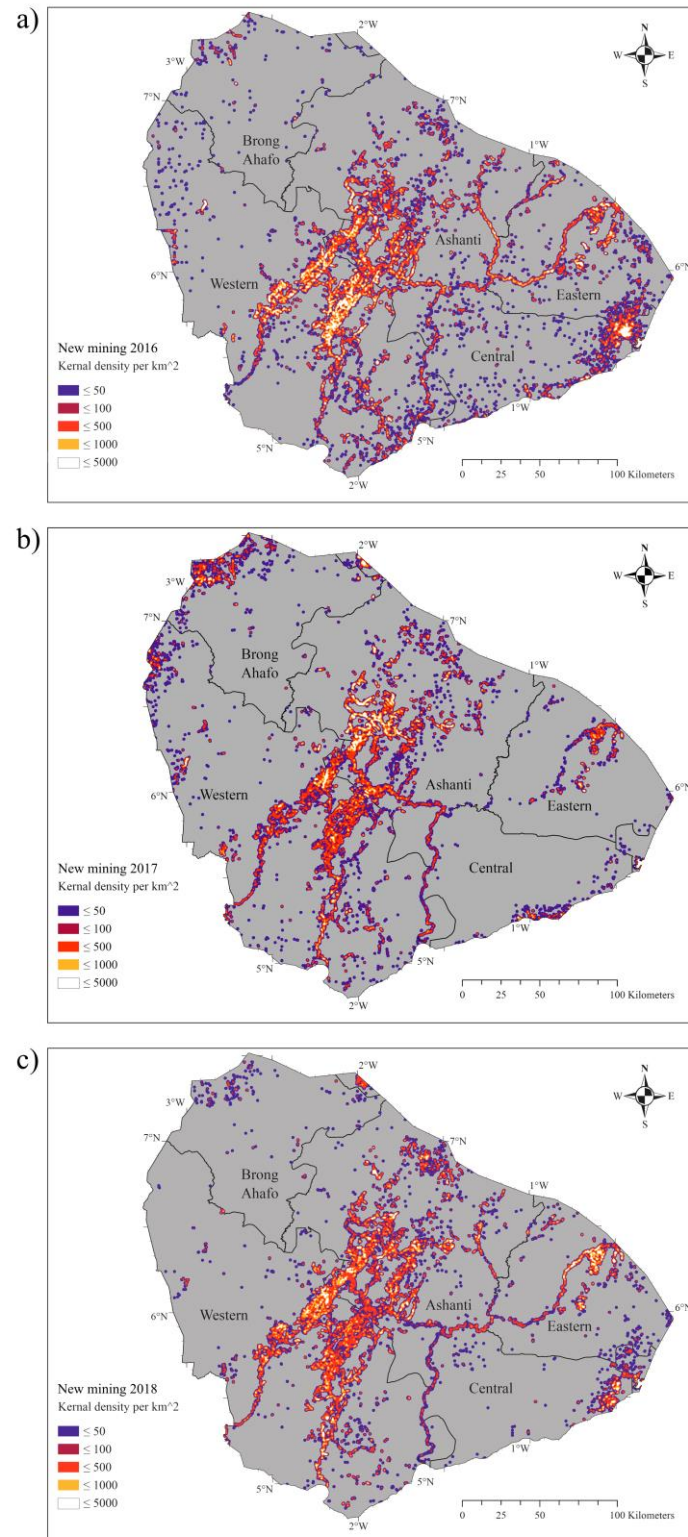 a)
2°W
N
W E
S
3°W
7°N
7°N
1°W
Brong
Ahafo
Ashanti
6°N
6°N
Western
Eastern
New mining 2016
Kernal density per km^2
≤ 50
≤ 100
≤ 500
≤ 1000
≤ 5000
Central
1°W
5°N
5°N
2°W
0 25 50 100 Kilometers
b)
2°W
N
W E
S
3°W
7°N
7°N
1°W
Brong
Ahafo
6°N
6°N
Western
Ashanti
Eastern
New mining 2017
Kernal density per km^2
≤ 50
≤ 100
≤ 500
≤ 1000
≤ 5000
Central
1°W
5°N
5°N
2°W
0 25 50 100 Kilometers
c)
2°W
N
W E
S
3°W
7°N
7°N
1°W
Brong
Ahafo
6°N
6°N
Western
Ashanti
Eastern
New mining 2018
Kernal density per km^2
≤ 50
≤ 100
≤ 500
≤ 1000
≤ 5000
Central
1°W
5°N
5°N
2°W
0 25 50 100 Kilometers